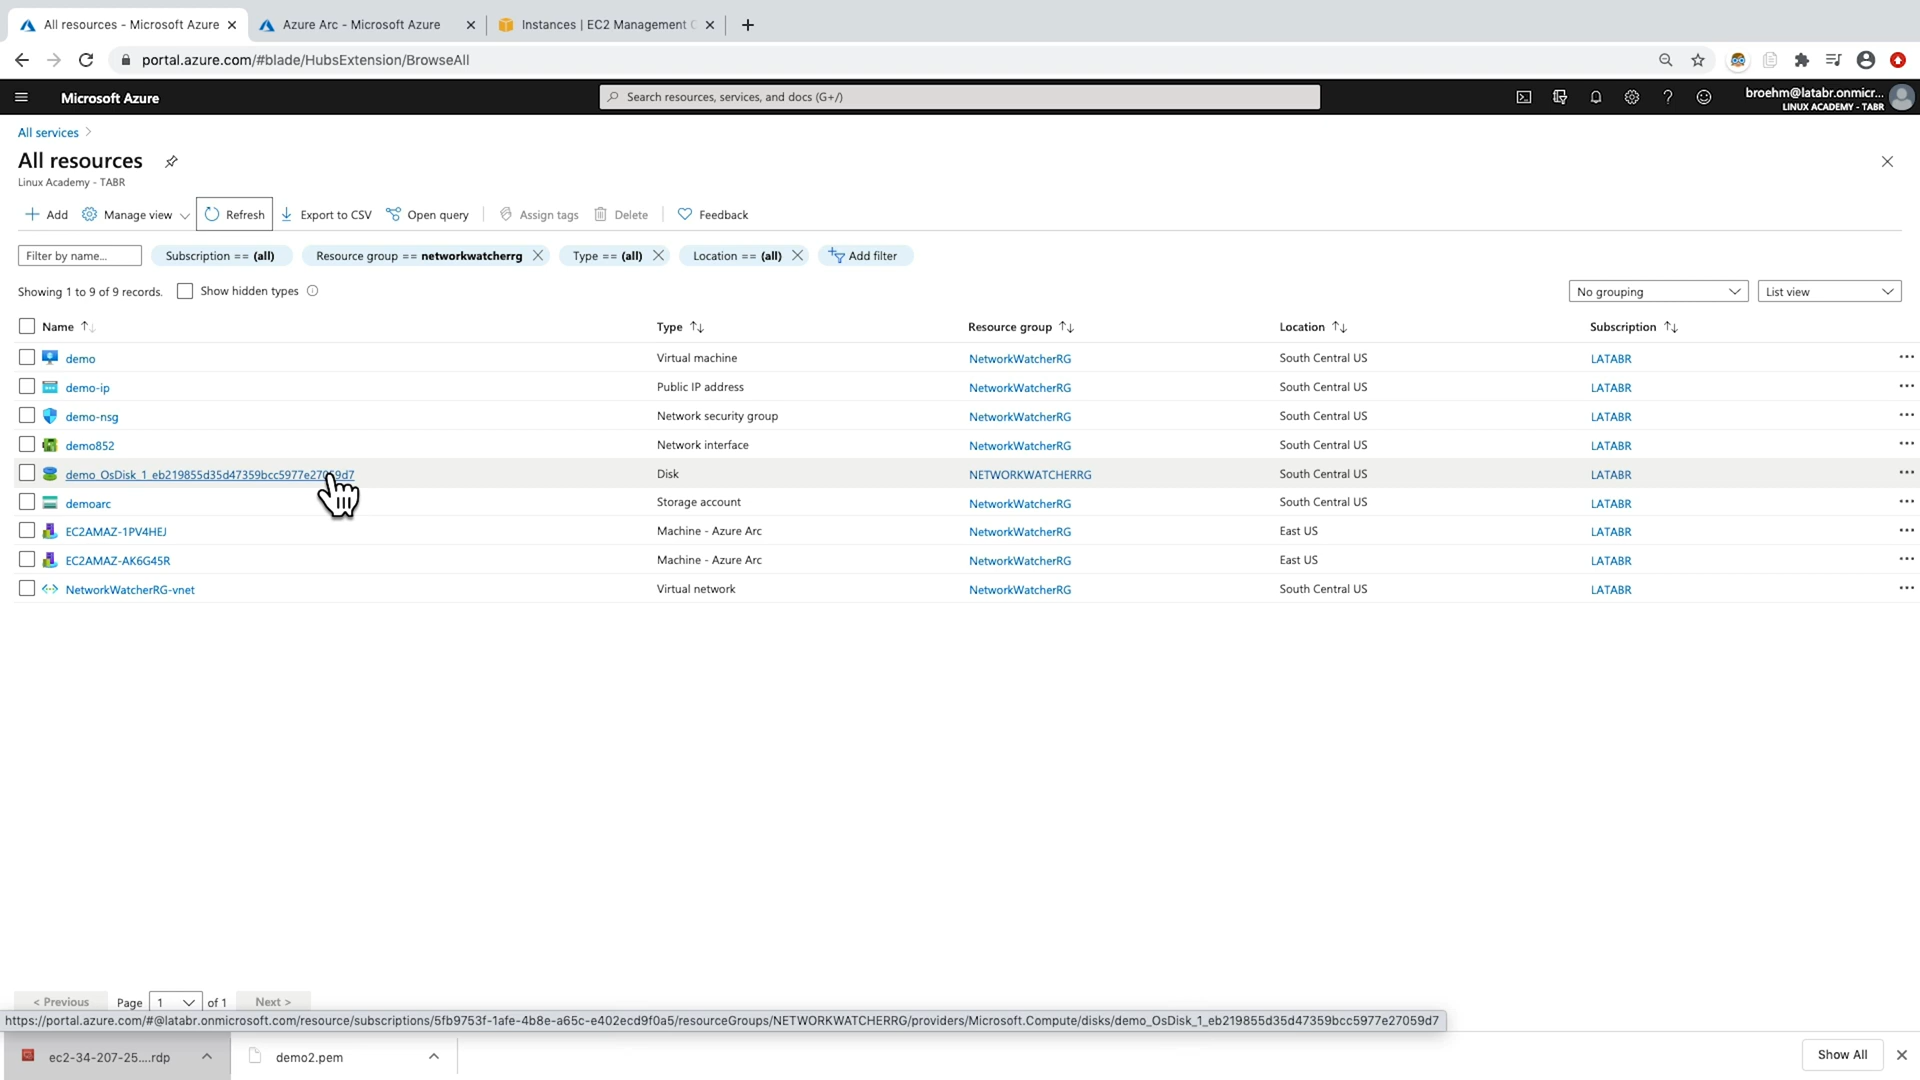 All resources - Microsoft Azure
Azure Arc - Microsoft Azure
Instances | EC2 Management
portal.azure.com/#blade/HubsExtension/BrowseAll
Microsoft Azure
Search resources, services, and docs (G+/)
broehm@latabr.onmicr...
LINUX ACADEMY - TABR
All services
All resources
Linux Academy - TABR
Add Manage view Refresh Export to CSV Open query Assign tags Delete Feedback
Filter by name... Subscription == (all) Resource group == networkwatcherrg Type == (all) Location == (all) Add filter
Showing 1 to 9 of 9 records. Show hidden types No grouping List view
Name Type Resource group Location Subscription
demo Virtual machine NetworkWatcherRG South Central US LATABR
demo-ip Public IP address NetworkWatcherRG South Central US LATABR
demo-nsg Network security group NetworkWatcherRG South Central US LATABR
demo852 Network interface NetworkWatcherRG South Central US LATABR
demo_OsDisk_1_eb219855d35d47359bcc5977e27059d7 Disk NETWORKWATCHERRG South Central US LATABR
demoarc Storage account NetworkWatcherRG South Central US LATABR
EC2AMAZ-1PV4HEJ Machine - Azure Arc NetworkWatcherRG East US LATABR
EC2AMAZ-AK6G45R Machine - Azure Arc NetworkWatcherRG East US LATABR
NetworkWatcherRG-vnet Virtual network NetworkWatcherRG South Central US LATABR
< Previous Page 1 of 1 Next >
https://portal.azure.com/#@latabr.onmicrosoft.com/resource/subscriptions/5fb9753f-1afe-4b8e-a65c-e402ecd9f0a5/resourceGroups/NETWORKWATCHERRG/providers/Microsoft.Compute/disks/demo_OsDisk_1_eb219855d35d47359bcc5977e27059d7
ec2-34-207-25....rdp demo2.pem Show All